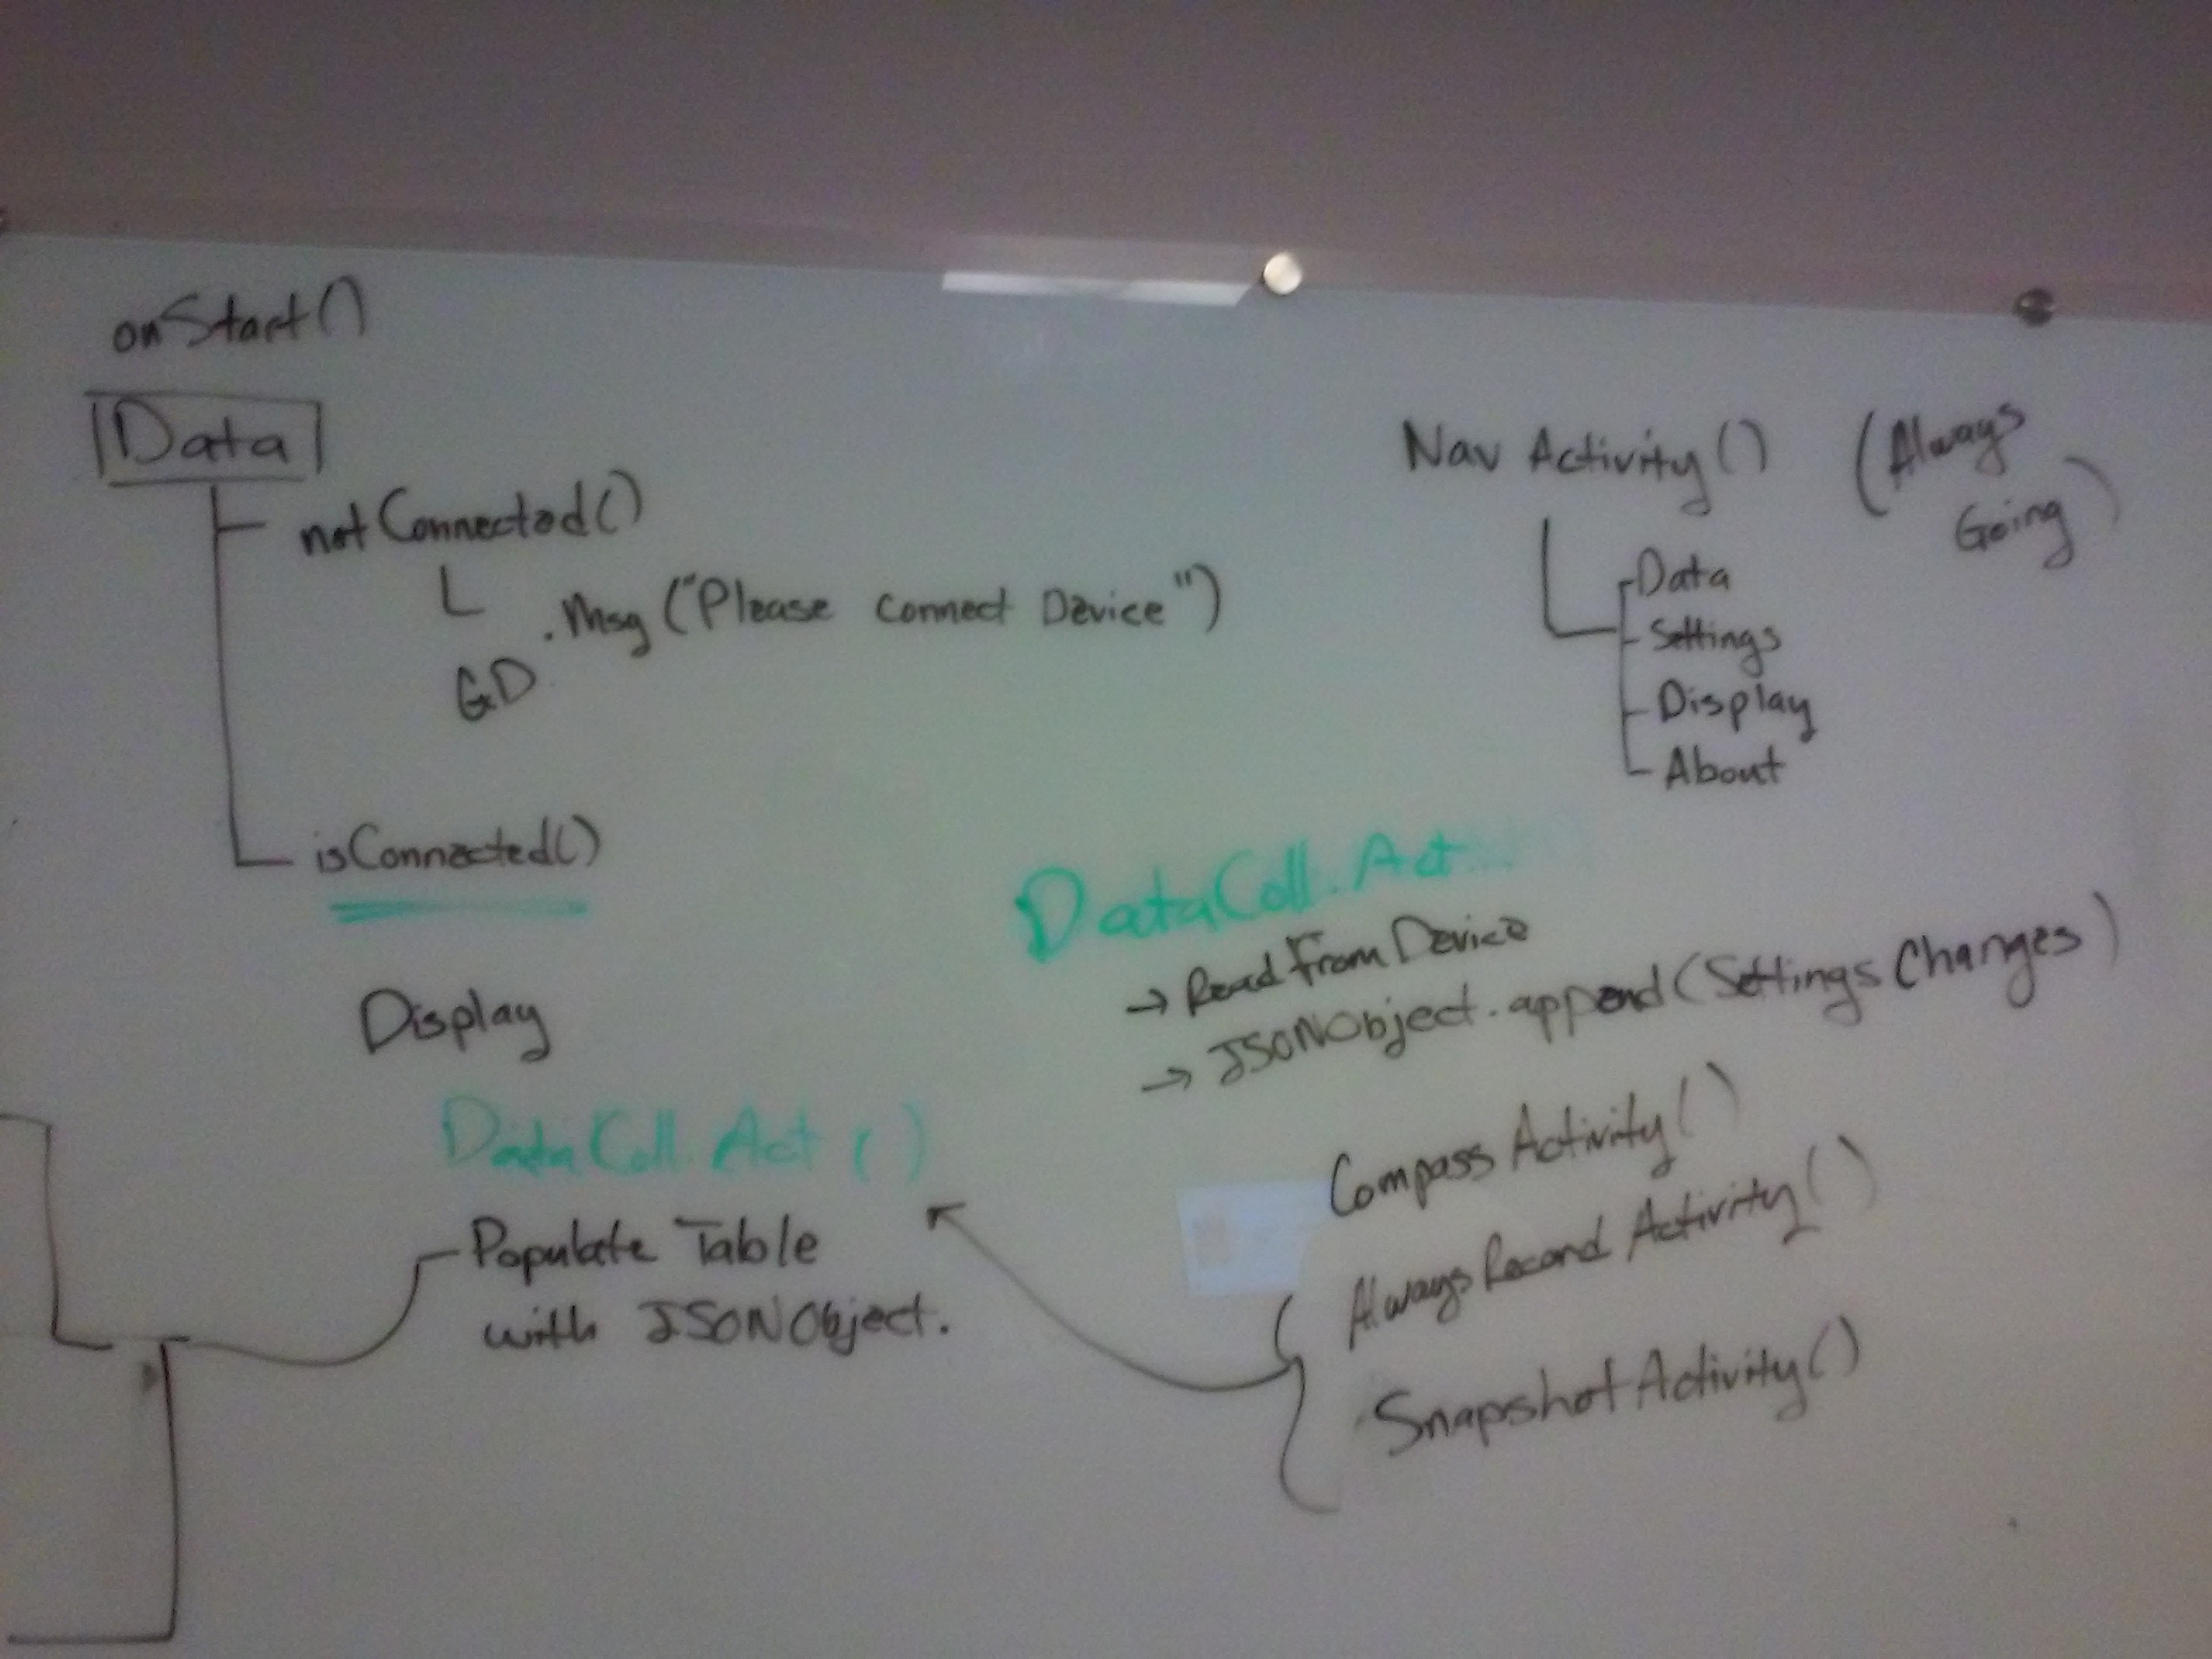 onStart()
Data
notConnected()
.Msg ("Please Connect Device")
GD
isConnected()
Display
DataColl.Act()
Populate Table
with JSONObject.
Nav Activity() (Always
Going)
Data
Settings
Display
About
DataColl.Act
→ Read From Device
→ JSONObject.append(Settings Changes)
Compass Activity()
Always Record Activity()
Snapshot Activity()